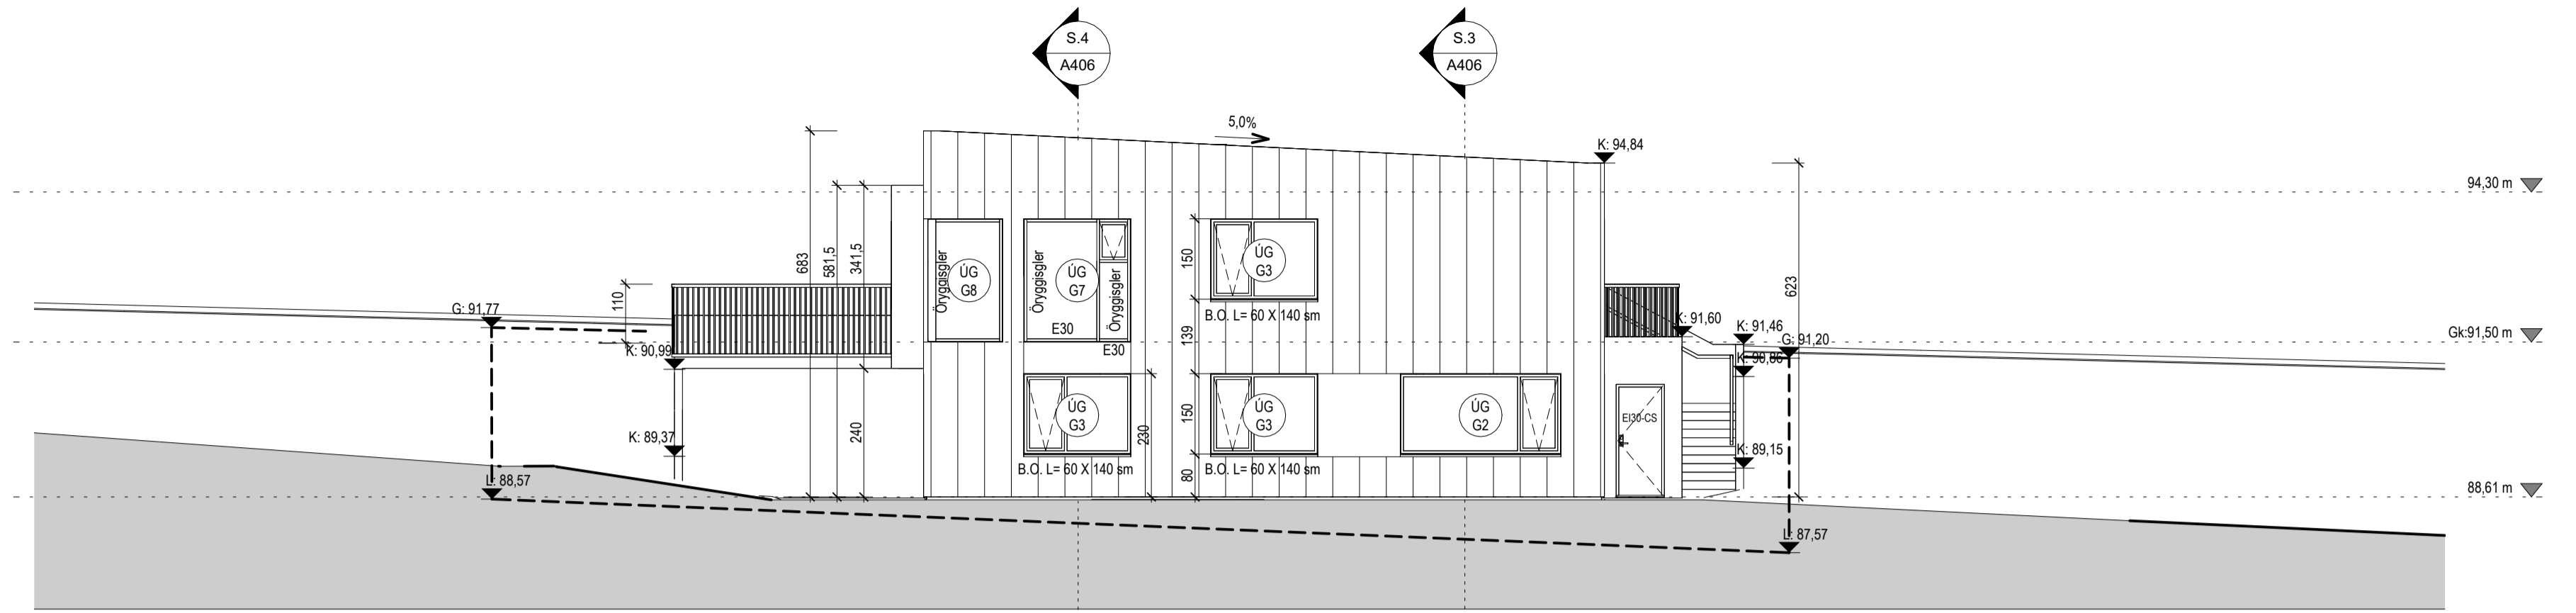 S.4
A406
S.3
A406
5,0%
K: 94,84
94,30 m
683
581,5
341,5
110
150
623
Öryggisgler
ÚG
G8
Öryggisgler
ÚG
G7
Öryggisgler
E30
E30
ÚG
G3
B.O. L= 60 X 140 sm
G: 91,77
K: 90,99
139
K: 91,60
K: 91,46
G: 91,20
K: 90,86
Gk:91,50 m
K: 89,37
240
ÚG
G3
B.O. L= 60 X 140 sm
230
150
80
ÚG
G3
B.O. L= 60 X 140 sm
ÚG
G2
EI30-CS
K: 89,15
L: 88,57
88,61 m
L: 87,57